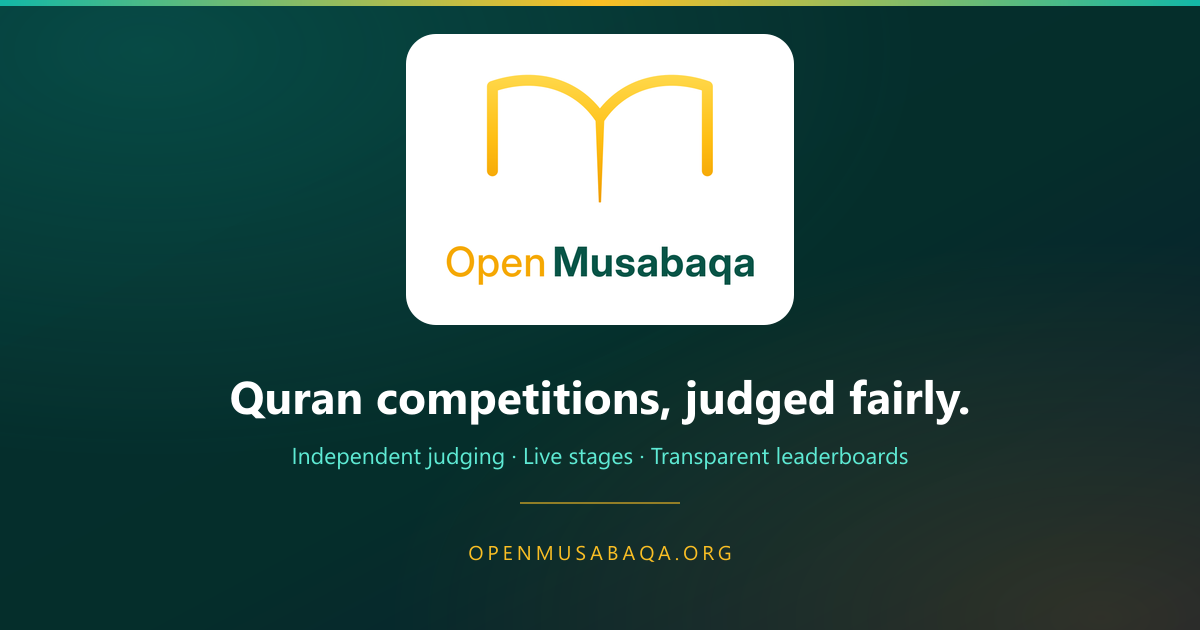 Open Musabaqa
Quran competitions, judged fairly.
Independent judging · Live stages · Transparent leaderboards
OPENMUSABAQA.ORG